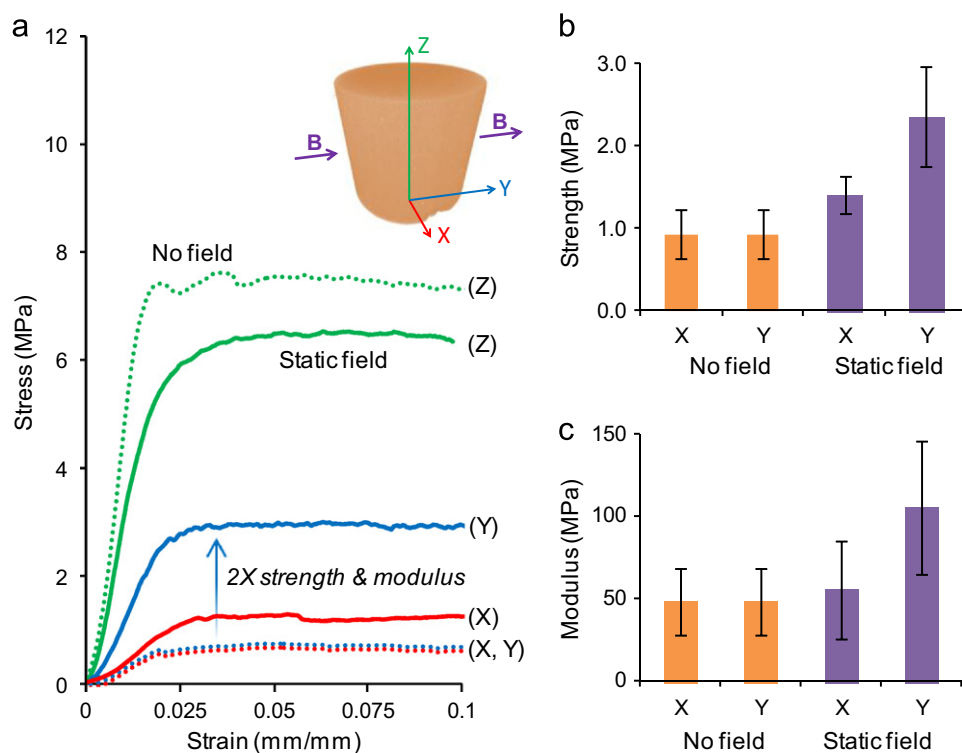 a
12
10
8
6
4
2
0
Stress (MPa)
0
0.025
0.05
0.075
0.1
Strain (mm/mm)
Z
B
B
Y
X
No field
(Z)
(Z)
Static field
(Y)
2X strength & modulus
(X)
(X, Y)
b
3.0
2.0
1.0
0.0
Strength (MPa)
X Y X Y
No field Static field
c
150
100
50
0
Modulus (MPa)
X Y X Y
No field Static field